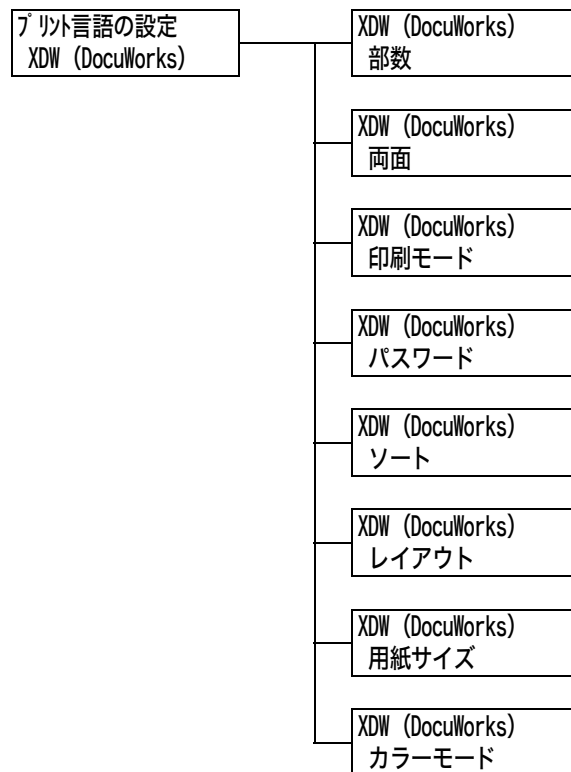 プリント言語の設定
XDW (DocuWorks)
XDW (DocuWorks)
部数
XDW (DocuWorks)
両面
XDW (DocuWorks)
印刷モード
XDW (DocuWorks)
パスワード
XDW (DocuWorks)
ソート
XDW (DocuWorks)
レイアウト
XDW (DocuWorks)
用紙サイズ
XDW (DocuWorks)
カラーモード